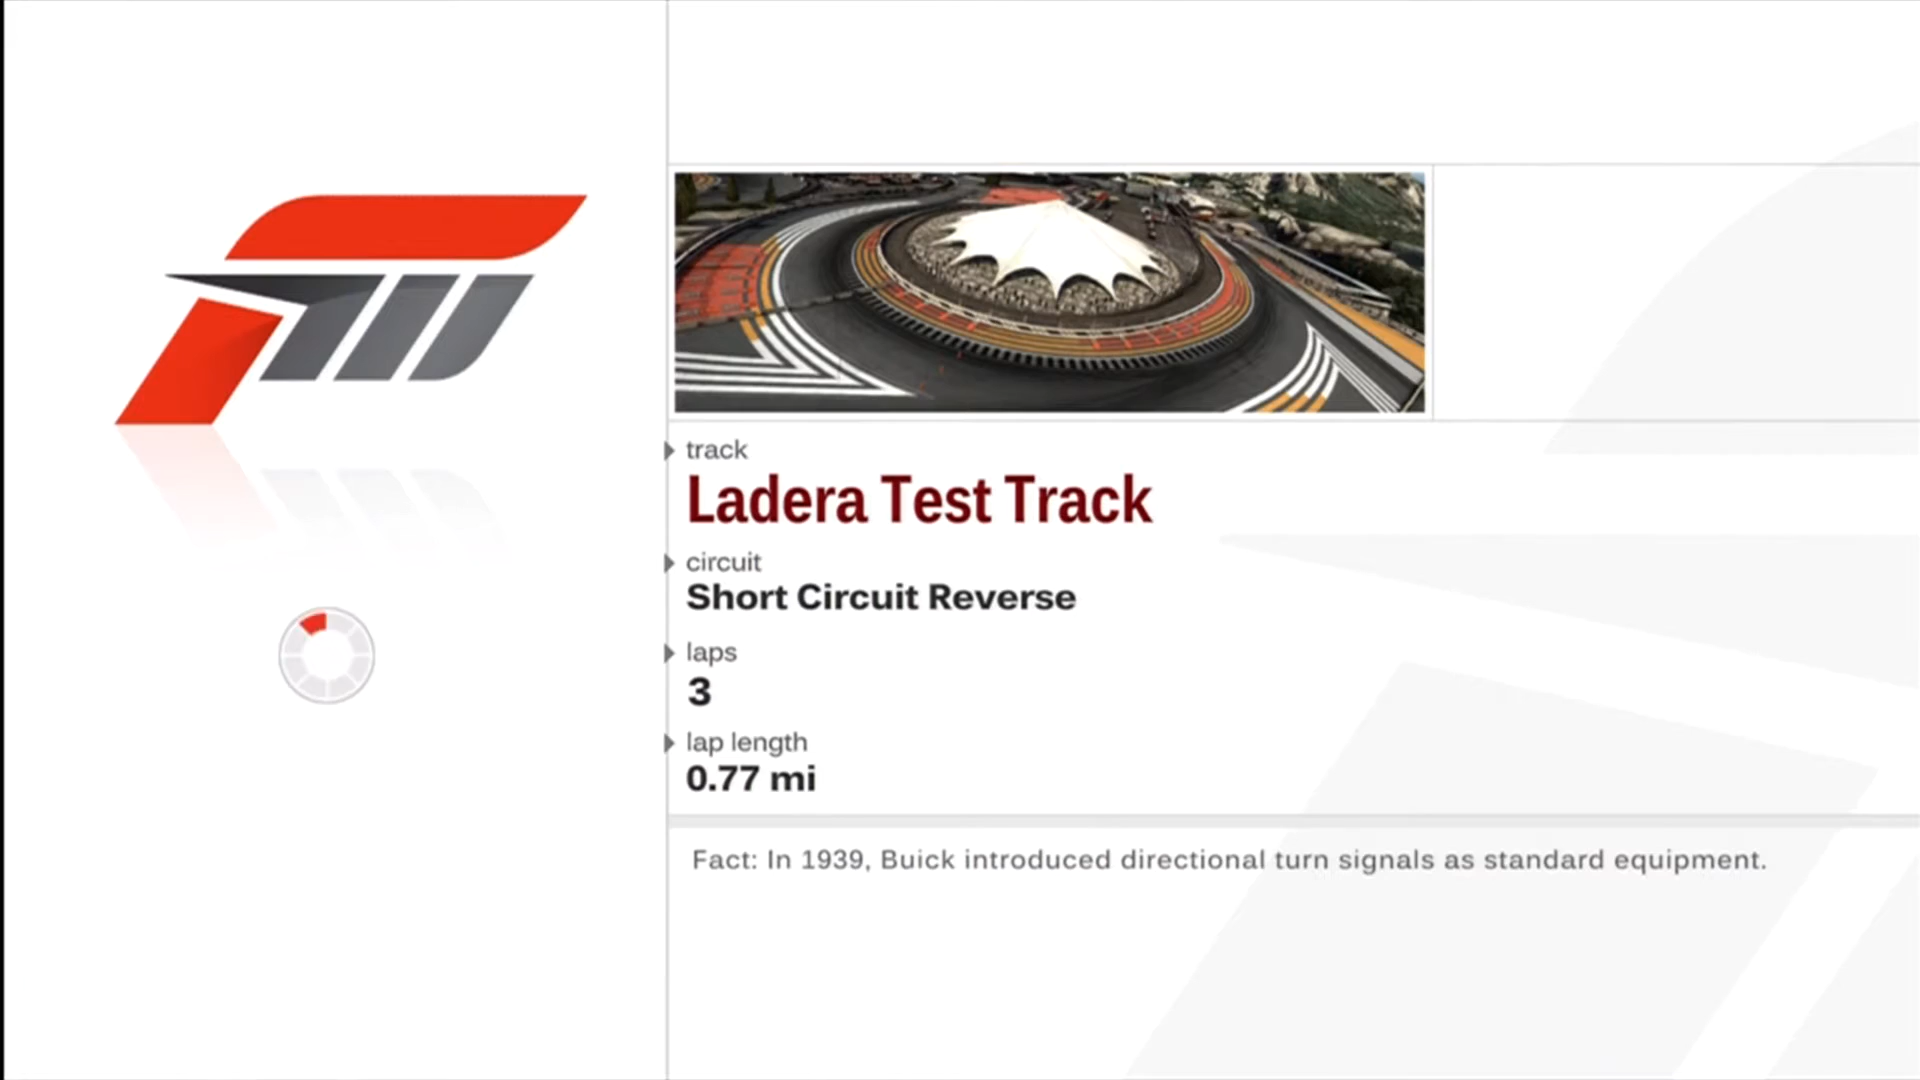 track
Ladera Test Track
circuit
Short Circuit Reverse
laps
3
lap length
0.77 mi
Fact: In 1939, Buick introduced directional turn signals as standard equipment.